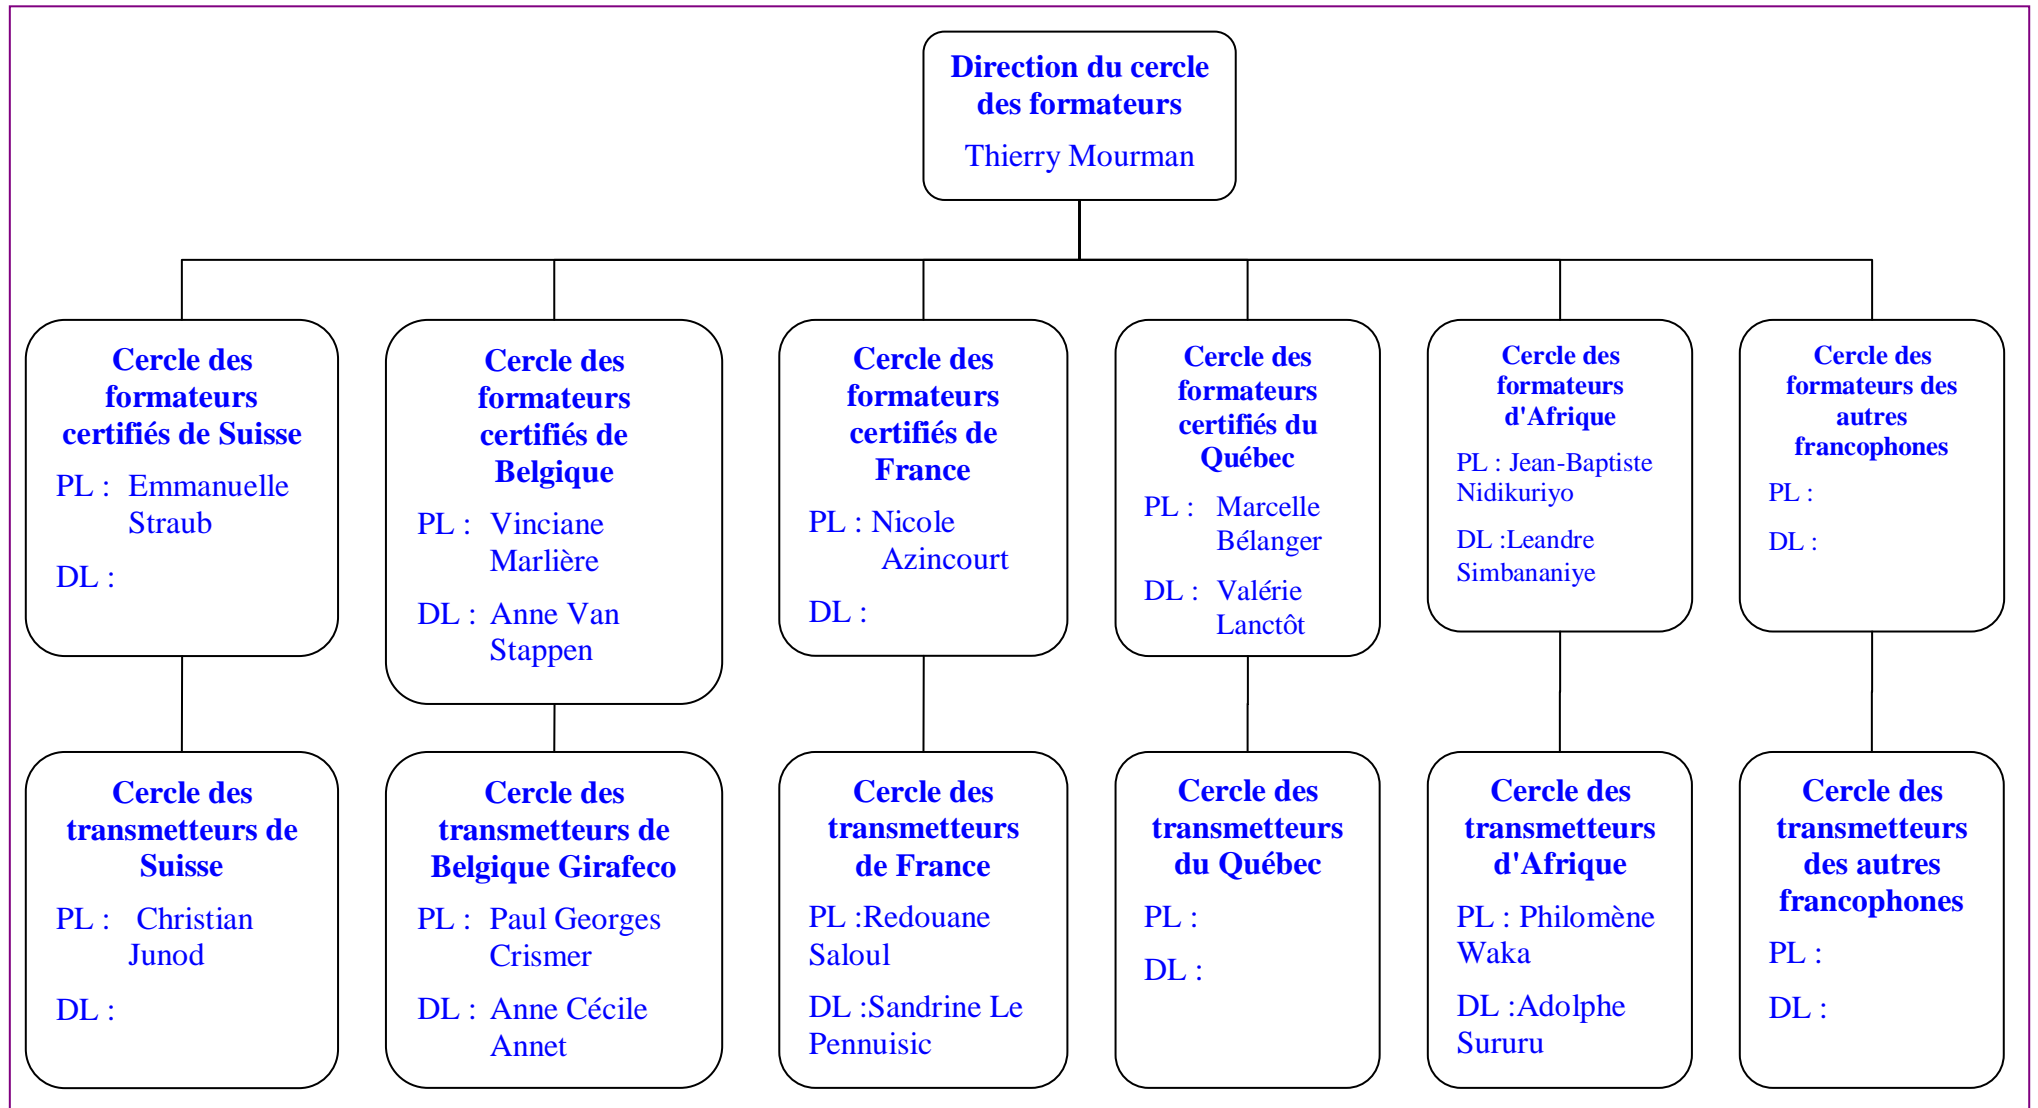 Direction du cercle
des formateurs
Thierry Mourman
Cercle des
formateurs
certifiés de Suisse
PL : Emmanuelle
Straub
DL :
Cercle des
formateurs
certifiés de
Belgique
PL : Vinciane
Marlière
DL : Anne Van
Stappen
Cercle des
formateurs
certifiés de
France
PL : Nicole
Azincourt
DL :
Cercle des
formateurs
certifiés du
Québec
PL : Marcelle
Bélanger
DL : Valérie
Lanctôt
Cercle des
formateurs
d'Afrique
PL : Jean-Baptiste
Nidikuriyo
DL :Leandre
Simbananiye
Cercle des
formateurs des
autres
francophones
PL :
DL :
Cercle des
transmetteurs de
Suisse
PL : Christian
Junod
DL :
Cercle des
transmetteurs de
Belgique Girafeco
PL : Paul Georges
Crismer
DL : Anne Cécile
Annet
Cercle des
transmetteurs
de France
PL :Redouane
Saloul
DL :Sandrine Le
Pennuisic
Cercle des
transmetteurs
du Québec
PL :
DL :
Cercle des
transmetteurs
d'Afrique
PL : Philomène
Waka
DL :Adolphe
Sururu
Cercle des
transmetteurs
des autres
francophones
PL :
DL :